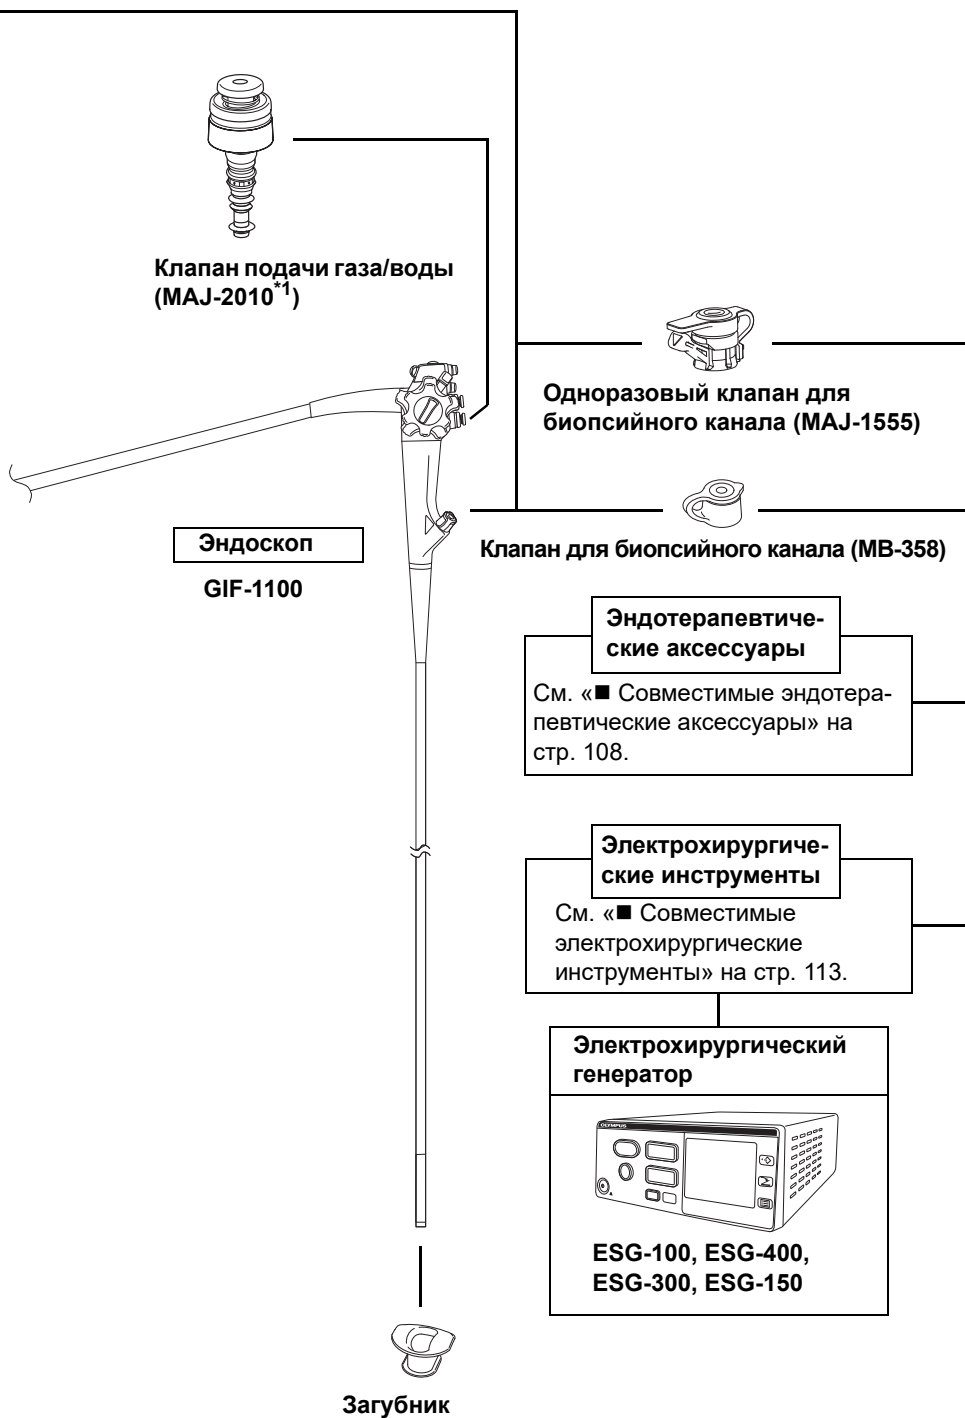 Клапан подачи газа/воды
(MAJ-2010*1)
Одноразовый клапан для
биопсийного канала (MAJ-1555)
Эндоскоп
GIF-1100
Клапан для биопсийного канала (MB-358)
Эндотерапевтиче-
ские аксессуары
См. «■ Совместимые эндотера-
певтические аксессуары» на
стр. 108.
Электрохирургиче-
ские инструменты
См. «■ Совместимые
электрохирургические
инструменты» на стр. 113.
Электрохирургический
генератор
OLYMPUS
ESG-100, ESG-400,
ESG-300, ESG-150
Загубник